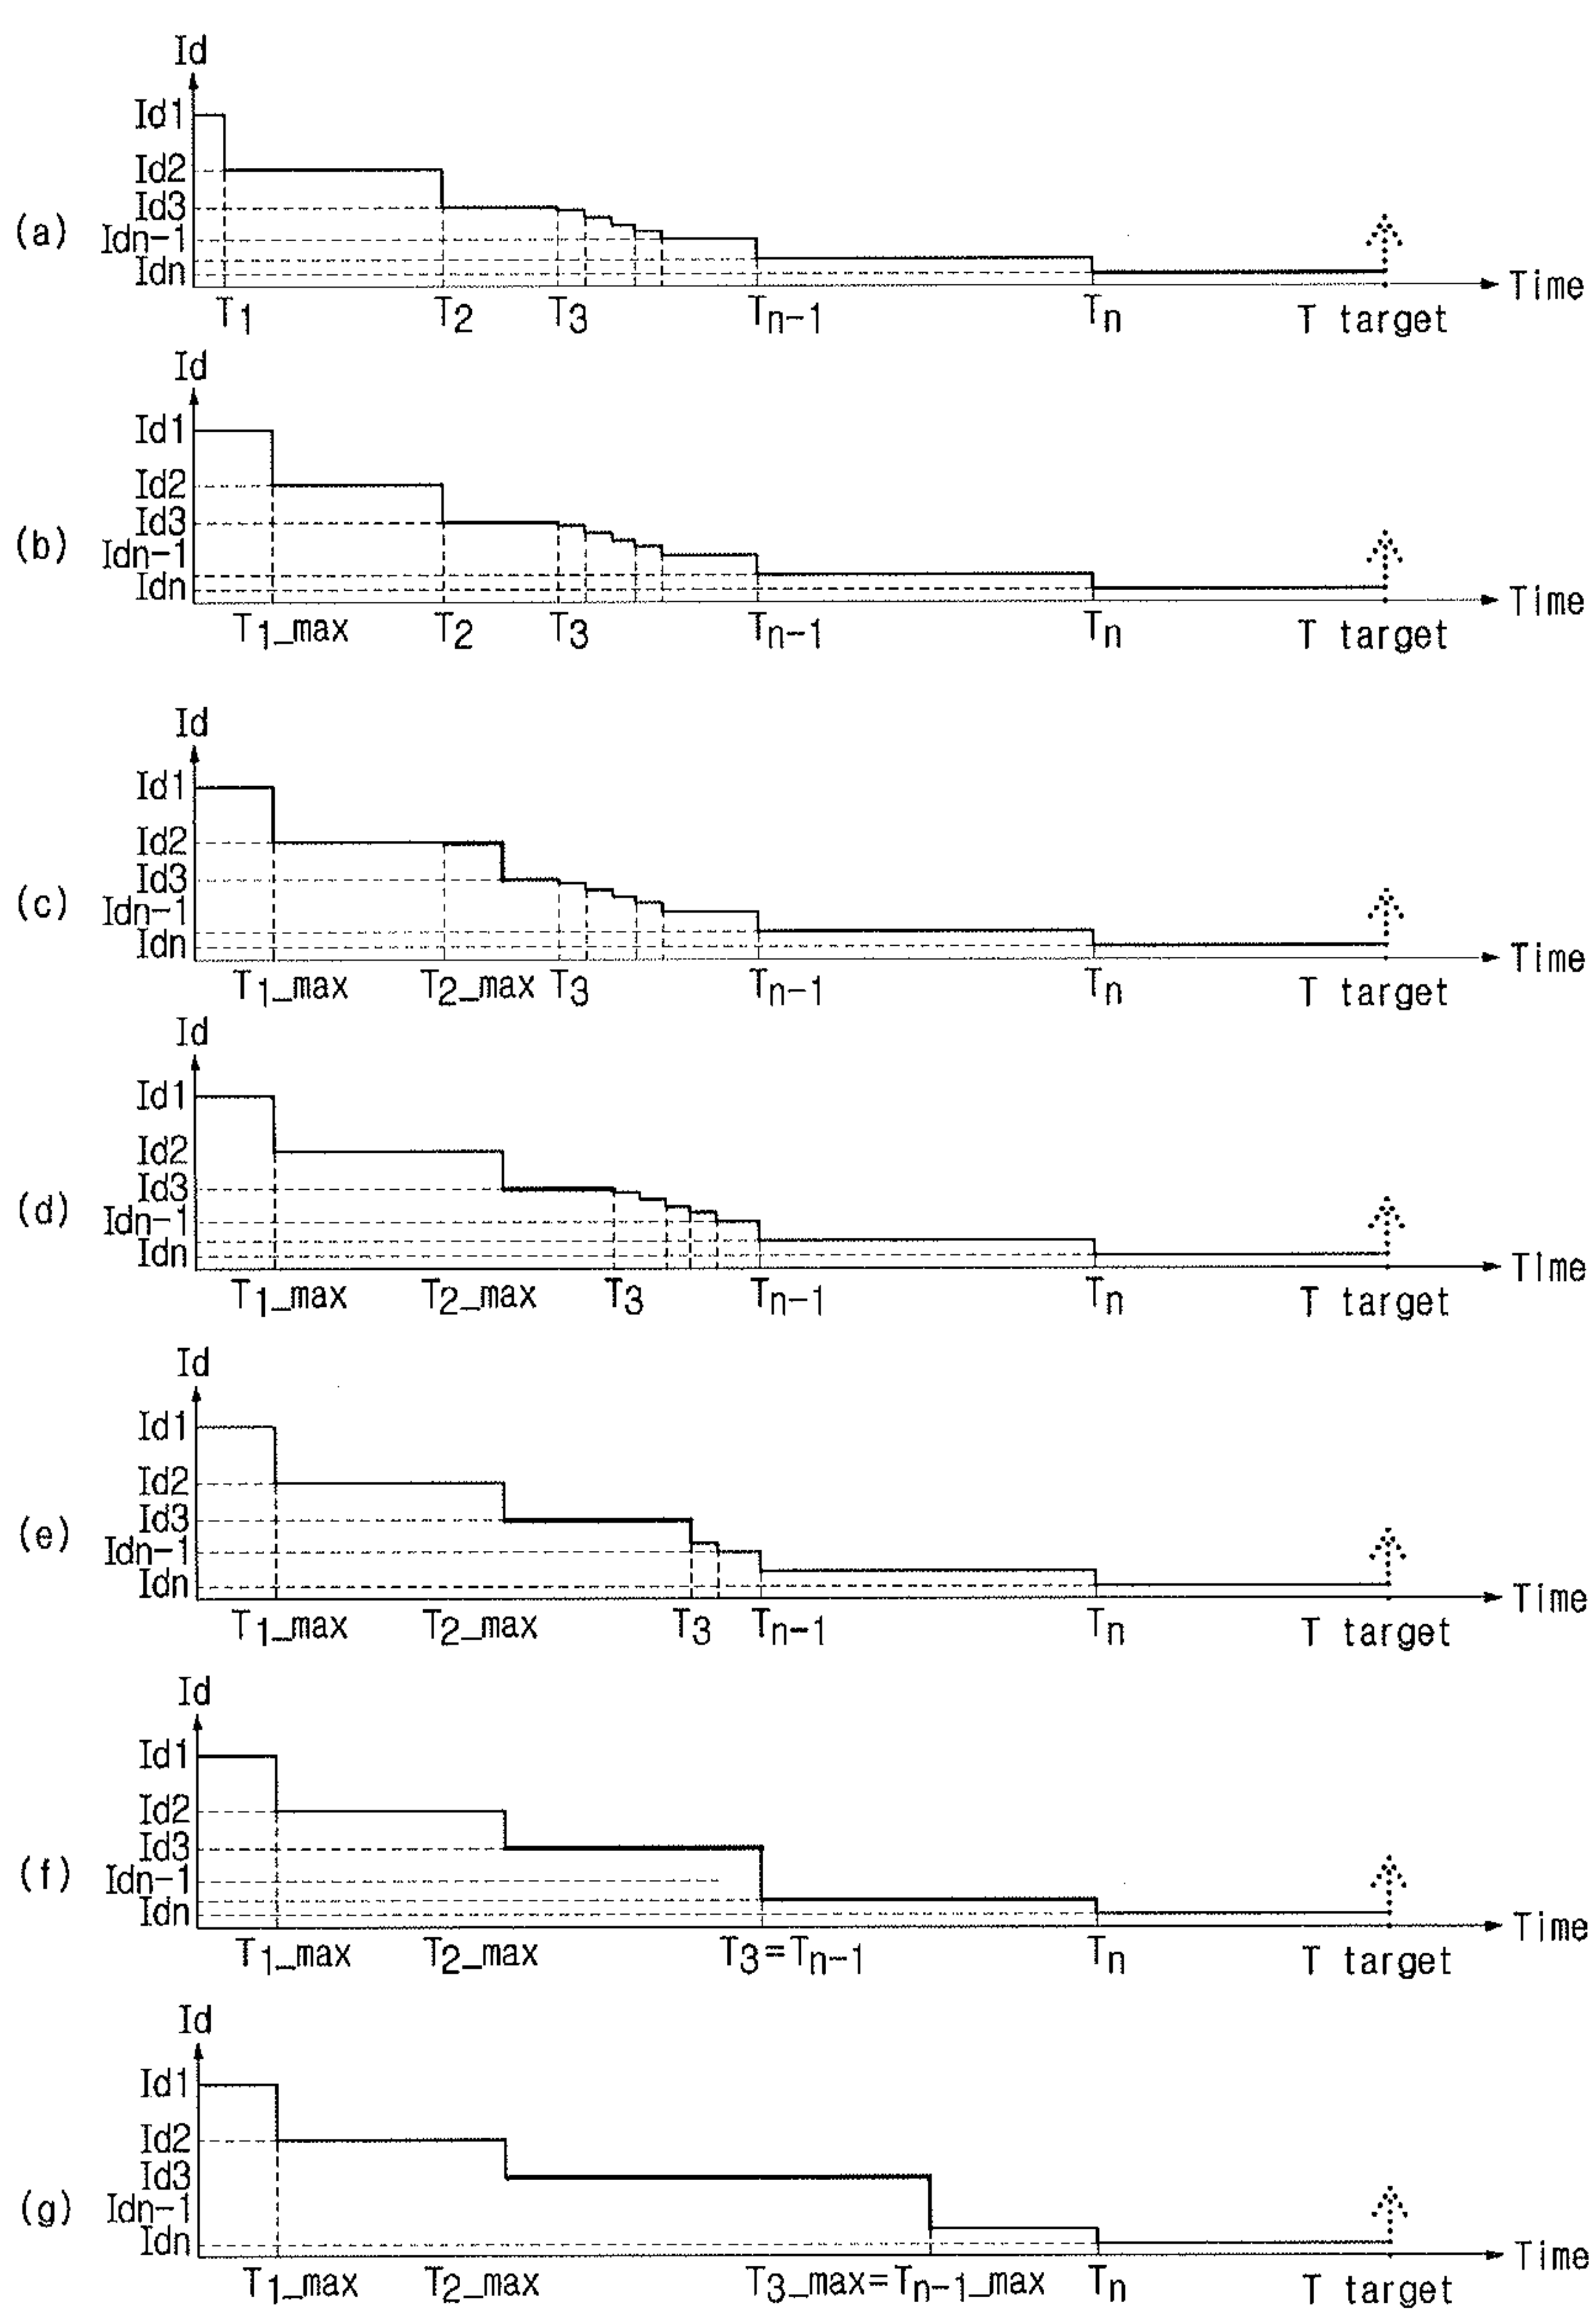 Id
Id1
Id2
Id3
(a)
Idn-1
Idn
Time
T1 T2 T3 Tn-1 Tn T target
Id
Id1
Id2
Id3
(b)
Idn-1
Idn
Time
T1_max T2 T3 Tn-1 Tn T target
Id
Id1
Id2
Id3
(c)
Idn-1
Idn
Time
T1_max T2_max T3 Tn-1 Tn T target
Id
Id1
Id2
Id3
(d)
Idn-1
Idn
Time
T1_max T2_max T3 Tn-1 Tn T target
Id
Id1
Id2
Id3
(e)
Idn-1
Idn
Time
T1_max T2_max T3 Tn-1 Tn T target
Id
Id1
Id2
Id3
(f)
Idn-1
Idn
Time
T1_max T2_max T3=Tn-1 Tn T target
Id
Id1
Id2
Id3
(g)
Idn-1
Idn
Time
T1_max T2_max T3_max=Tn-1_max Tn T target